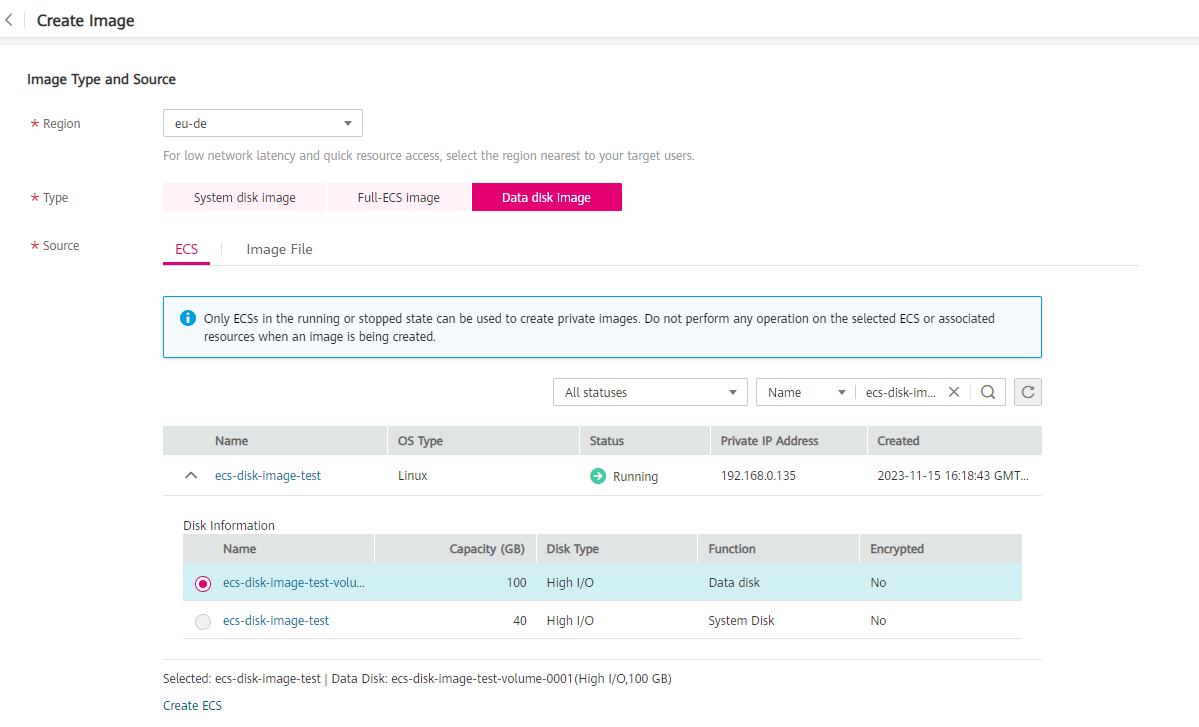 Create Image
Image Type and Source
* Region
eu-de
For low network latency and quick resource access, select the region nearest to your target users.
* Type
System disk image
Full-ECS image
Data disk image
* Source
ECS
Image File
Only ECSs in the running or stopped state can be used to create private images. Do not perform any operation on the selected ECS or associated
resources when an image is being created.
All statuses
Name
ecs-disk-im...
Name OS Type Status Private IP Address Created
ecs-disk-image-test Linux Running 192.168.0.135 2023-11-15 16:18:43 GMT...
Disk Information
Name Capacity (GB) Disk Type Function Encrypted
ecs-disk-image-test-volu... 100 High I/O Data disk No
ecs-disk-image-test 40 High I/O System Disk No
Selected: ecs-disk-image-test | Data Disk: ecs-disk-image-test-volume-0001(High I/O,100 GB)
Create ECS